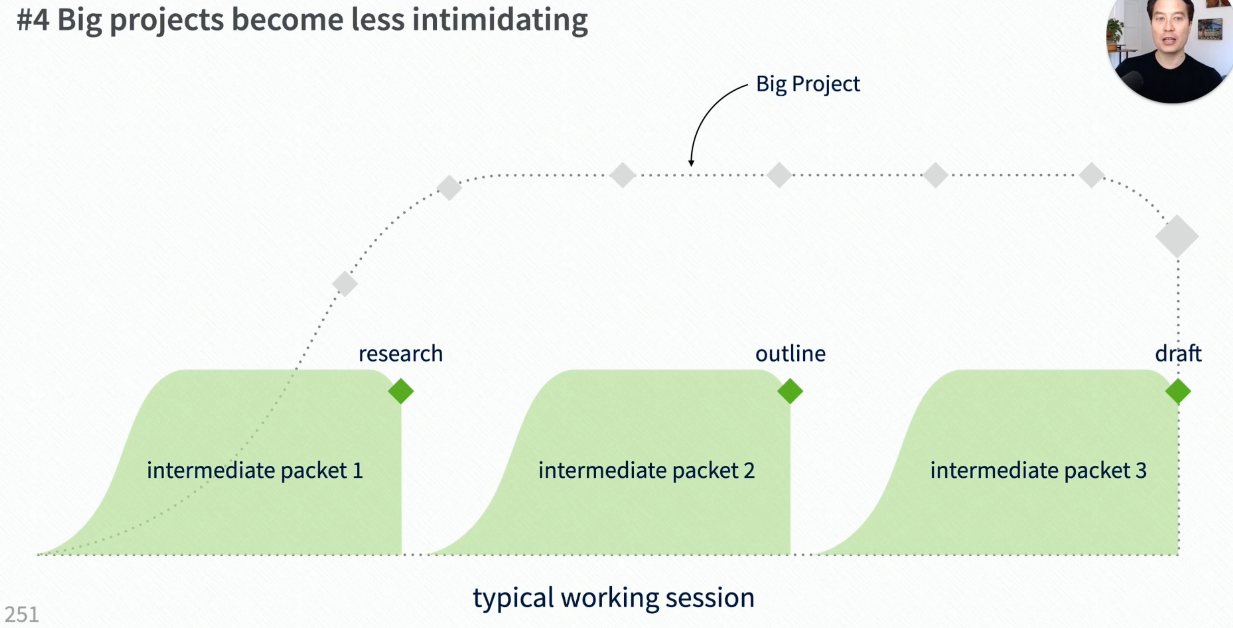 #4 Big projects become less intimidating
Big Project
research
outline
draft
intermediate packet 1
intermediate packet 2
intermediate packet 3
typical working session
251